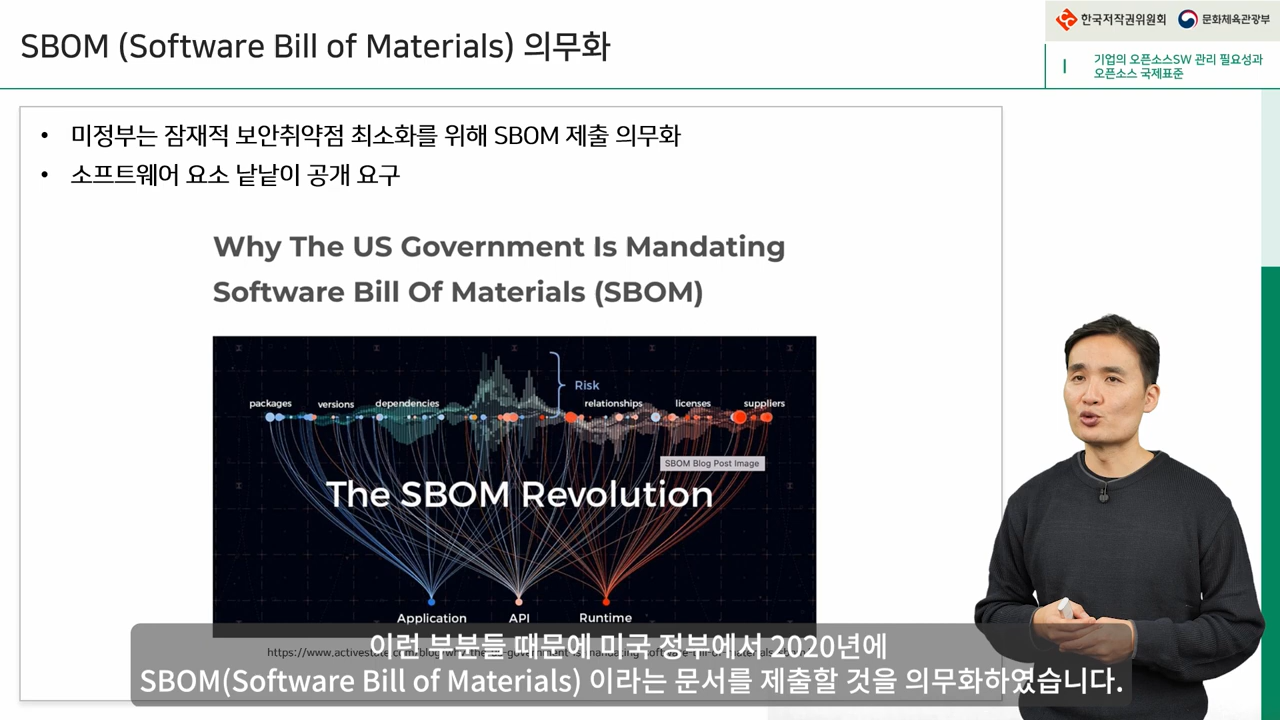 SBOM (Software Bill of Materials) 의무화
한국저작권위원회
문화체육관광부
I
기업의 오픈소스SW 관리 필요성과
오픈소스 국제표준
• 미정부는 잠재적 보안취약점 최소화를 위해 SBOM 제출 의무화
• 소프트웨어 요소 낱낱이 공개 요구
Why The US Government Is Mandating
Software Bill Of Materials (SBOM)
Risk
packages versions dependencies relationships licenses suppliers
SBOM Blog Post Image
The SBOM Revolution
Application API Runtime
이런 부분들 때문에 미국 정부에서 2020년에
SBOM(Software Bill of Materials) 이라는 문서를 제출할 것을 의무화하였습니다.